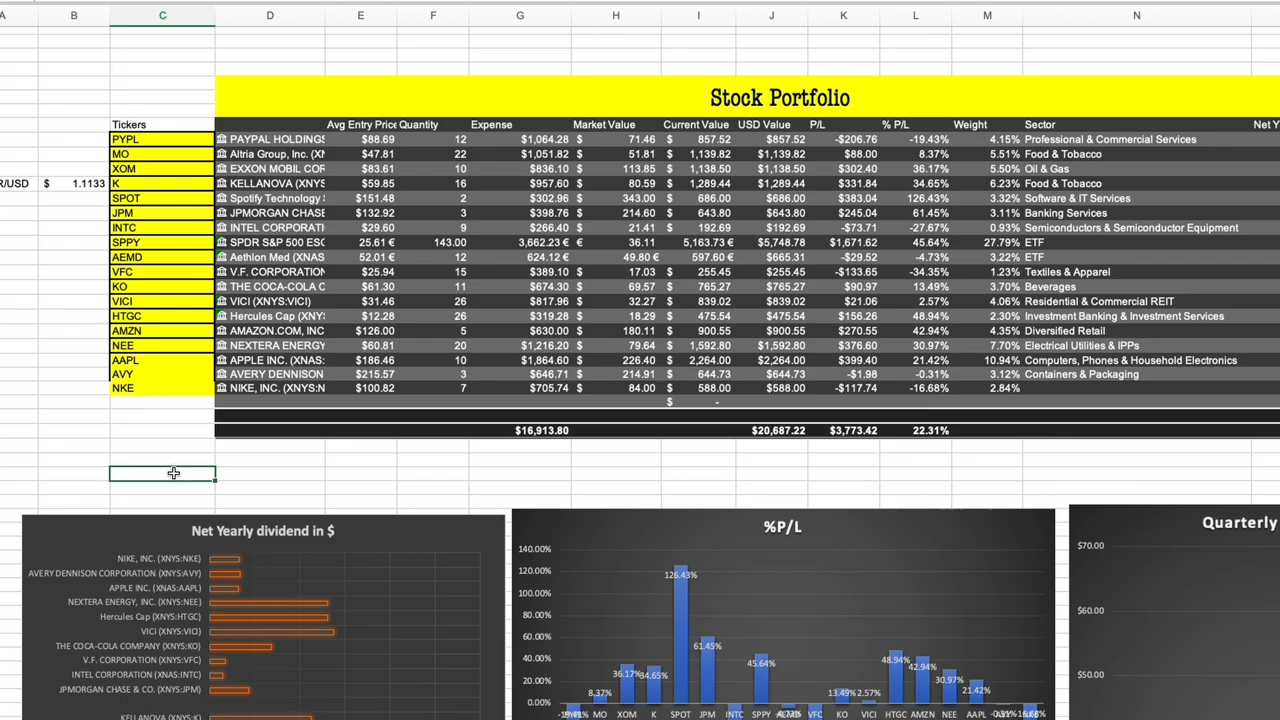 A B C D E F G H I J K L M N
Stock Portfolio
Tickers Avg Entry Price Quantity Expense Market Value Current Value USD Value P/L % P/L Weight Sector Net Y
PYPL PAYPAL HOLDINGS $88.69 12 $1,064.28 $ 71.46 $ 857.52 $857.52 -$206.76 -19.43% 4.15% Professional & Commercial Services
MO Altria Group, Inc. (XN $47.81 22 $1,051.82 $ 51.81 $ 1,139.82 $1,139.82 $88.00 8.37% 5.51% Food & Tobacco
XOM EXXON MOBIL COR $83.61 10 $836.10 $ 113.85 $ 1,138.50 $1,138.50 $302.40 36.17% 5.50% Oil & Gas
R/USD $ 1.1133 K KELLANOVA (XNYS $59.85 16 $957.60 $ 80.59 $ 1,289.44 $1,289.44 $331.84 34.65% 6.23% Food & Tobacco
SPOT Spotify Technology $151.48 2 $302.96 $ 343.00 $ 686.00 $686.00 $383.04 126.43% 3.32% Software & IT Services
JPM JPMORGAN CHASE $132.92 3 $398.76 $ 214.60 $ 643.80 $643.80 $245.04 61.45% 3.11% Banking Services
INTC INTEL CORPORATION $29.60 9 $266.40 $ 21.41 $ 192.69 $192.69 -$73.71 -27.67% 0.93% Semiconductors & Semiconductor Equipment
SPPY SPDR S&P 500 ESG 25.61 € 143.00 3,662.23 € € 36.11 5,163.73 € $5,748.78 $1,671.62 45.64% 27.79% ETF
AEMD Aethlon Med (XNAS 52.01 € 12 624.12 € 49.80 € 597.60 € $665.31 -$29.52 -4.73% 3.22% ETF
VFC V.F. CORPORATION $25.94 15 $389.10 $ 17.03 $ 255.45 $255.45 -$133.65 -34.35% 1.23% Textiles & Apparel
KO THE COCA-COLA C $61.30 11 $674.30 $ 69.57 $ 765.27 $765.27 $90.97 13.49% 3.70% Beverages
VICI VICI (XNYS:VICI) $31.46 26 $817.96 $ 32.27 $ 839.02 $839.02 $21.06 2.57% 4.06% Residential & Commercial REIT
HTGC Hercules Cap (XNYS $12.28 26 $319.28 $ 18.29 $ 475.54 $475.54 $156.26 48.94% 2.30% Investment Banking & Investment Services
AMZN AMAZON.COM, INC $126.00 5 $630.00 $ 180.11 $ 900.55 $900.55 $270.55 42.94% 4.35% Diversified Retail
NEE NEXTERA ENERGY $60.81 20 $1,216.20 $ 79.64 $ 1,592.80 $1,592.80 $376.60 30.97% 7.70% Electrical Utilities & IPPs
AAPL APPLE INC. (XNAS: $186.46 10 $1,864.60 $ 226.40 $ 2,264.00 $2,264.00 $399.40 21.42% 10.94% Computers, Phones & Household Electronics
AVY AVERY DENNISON $215.57 3 $646.71 $ 214.91 $ 644.73 $644.73 -$1.98 -0.31% 3.12% Containers & Packaging
NKE NIKE, INC. (XNYS:N $100.82 7 $705.74 $ 84.00 $ 588.00 $588.00 -$117.74 -16.68% 2.84%
$ -
$16,913.80 $20,687.22 $3,773.42 22.31%
Net Yearly dividend in $
NIKE, INC. (XNYS:NKE)
AVERY DENNISON CORPORATION (XNYS:AVY)
APPLE INC. (XNAS:AAPL)
NEXTERA ENERGY, INC. (XNYS:NEE)
Hercules Cap (XNYS:HTGC)
VICI (XNYS:VICI)
THE COCA-COLA COMPANY (XNYS:KO)
V.F. CORPORATION (XNYS:VFC)
INTEL CORPORATION (XNAS:INTC)
JPMORGAN CHASE & CO. (XNYS:JPM)
KELLANOVA (XNYS:K)
%P/L
140.00%
120.00%
100.00%
80.00%
60.00%
40.00%
20.00%
0.00%
8.37% 36.17% 34.65% 126.43% 61.45% 45.64% 13.49% 2.57% 48.94% 42.94% 30.97% 21.42%
MO XOM K SPOT JPM INTC SPPY VFC KO VICI HTGC AMZN NEE AAPL
Quarterly
$70.00
$60.00
$50.00